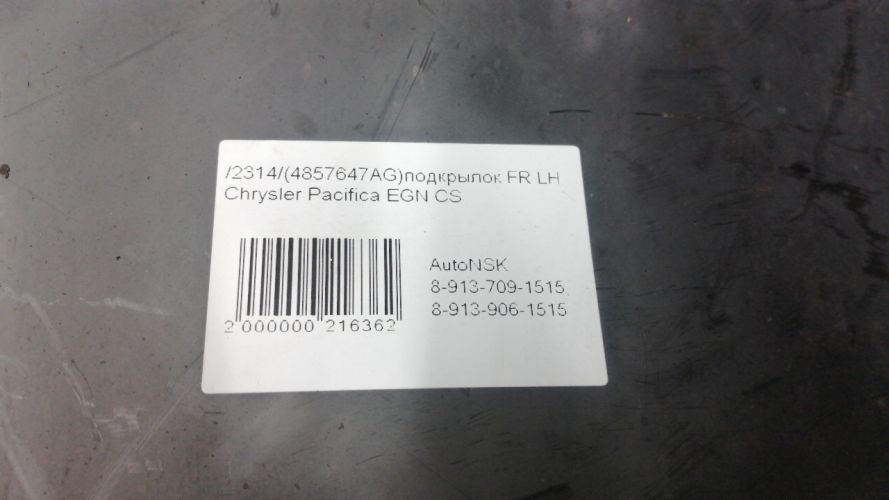 /2314/(4857647AG)подкрылок FR LH
Chrysler Pacifica EGN CS
AutoNSK
8-913-709-1515,
8-913-906-1515
2 000000 216362